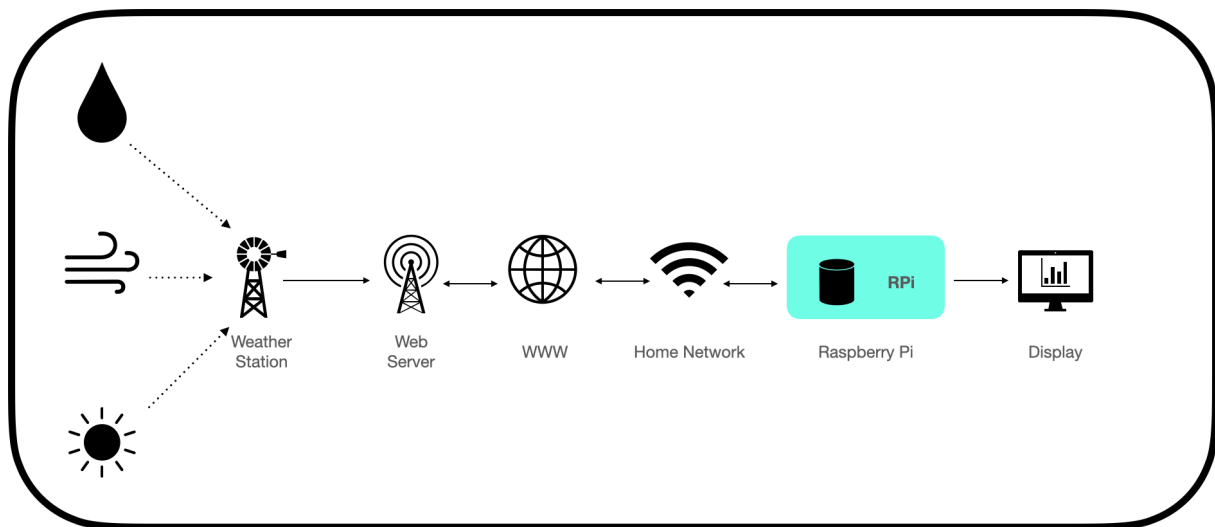 RPi
Weather
Station
Web
Server
WWW
Home Network
Raspberry Pi
Display